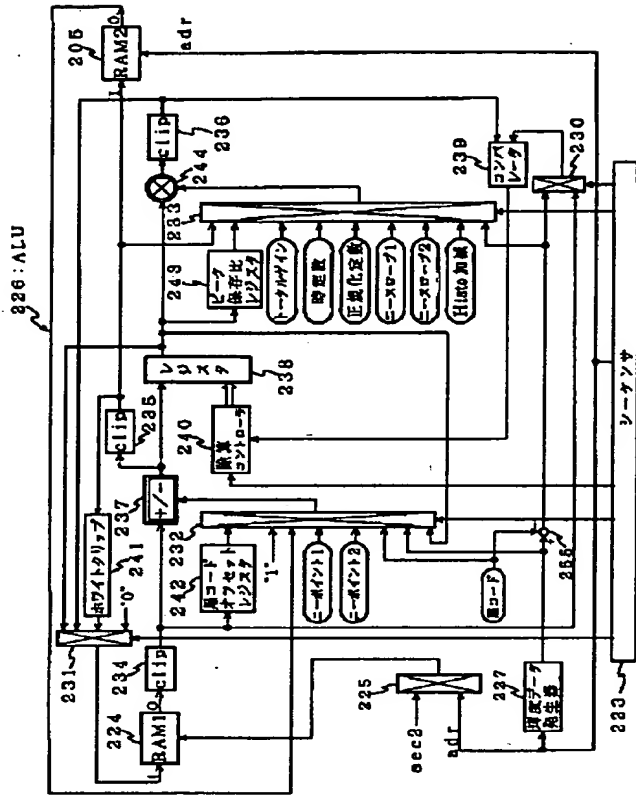 226:ALU
RAM2
I
O
205
adr
clip
236
244
233
コンパレータ
239
230
243
ピーク保存比レジスタ
トータルゲイン
時定数
正規化定数
ニースロープ1
ニースロープ2
Histo加減
レジスタ
238
clip
235
240
除算コントローラ
237
+/-
232
ホワイトクリップ
241
242
黒コードオフセットレジスタ
"1"
ニーポイント1
ニーポイント2
黒コード
255
"0"
231
234
clip
224
RAM1
I
O
225
aec2
adr
227
輝度データ発生器
シーケンサ
223